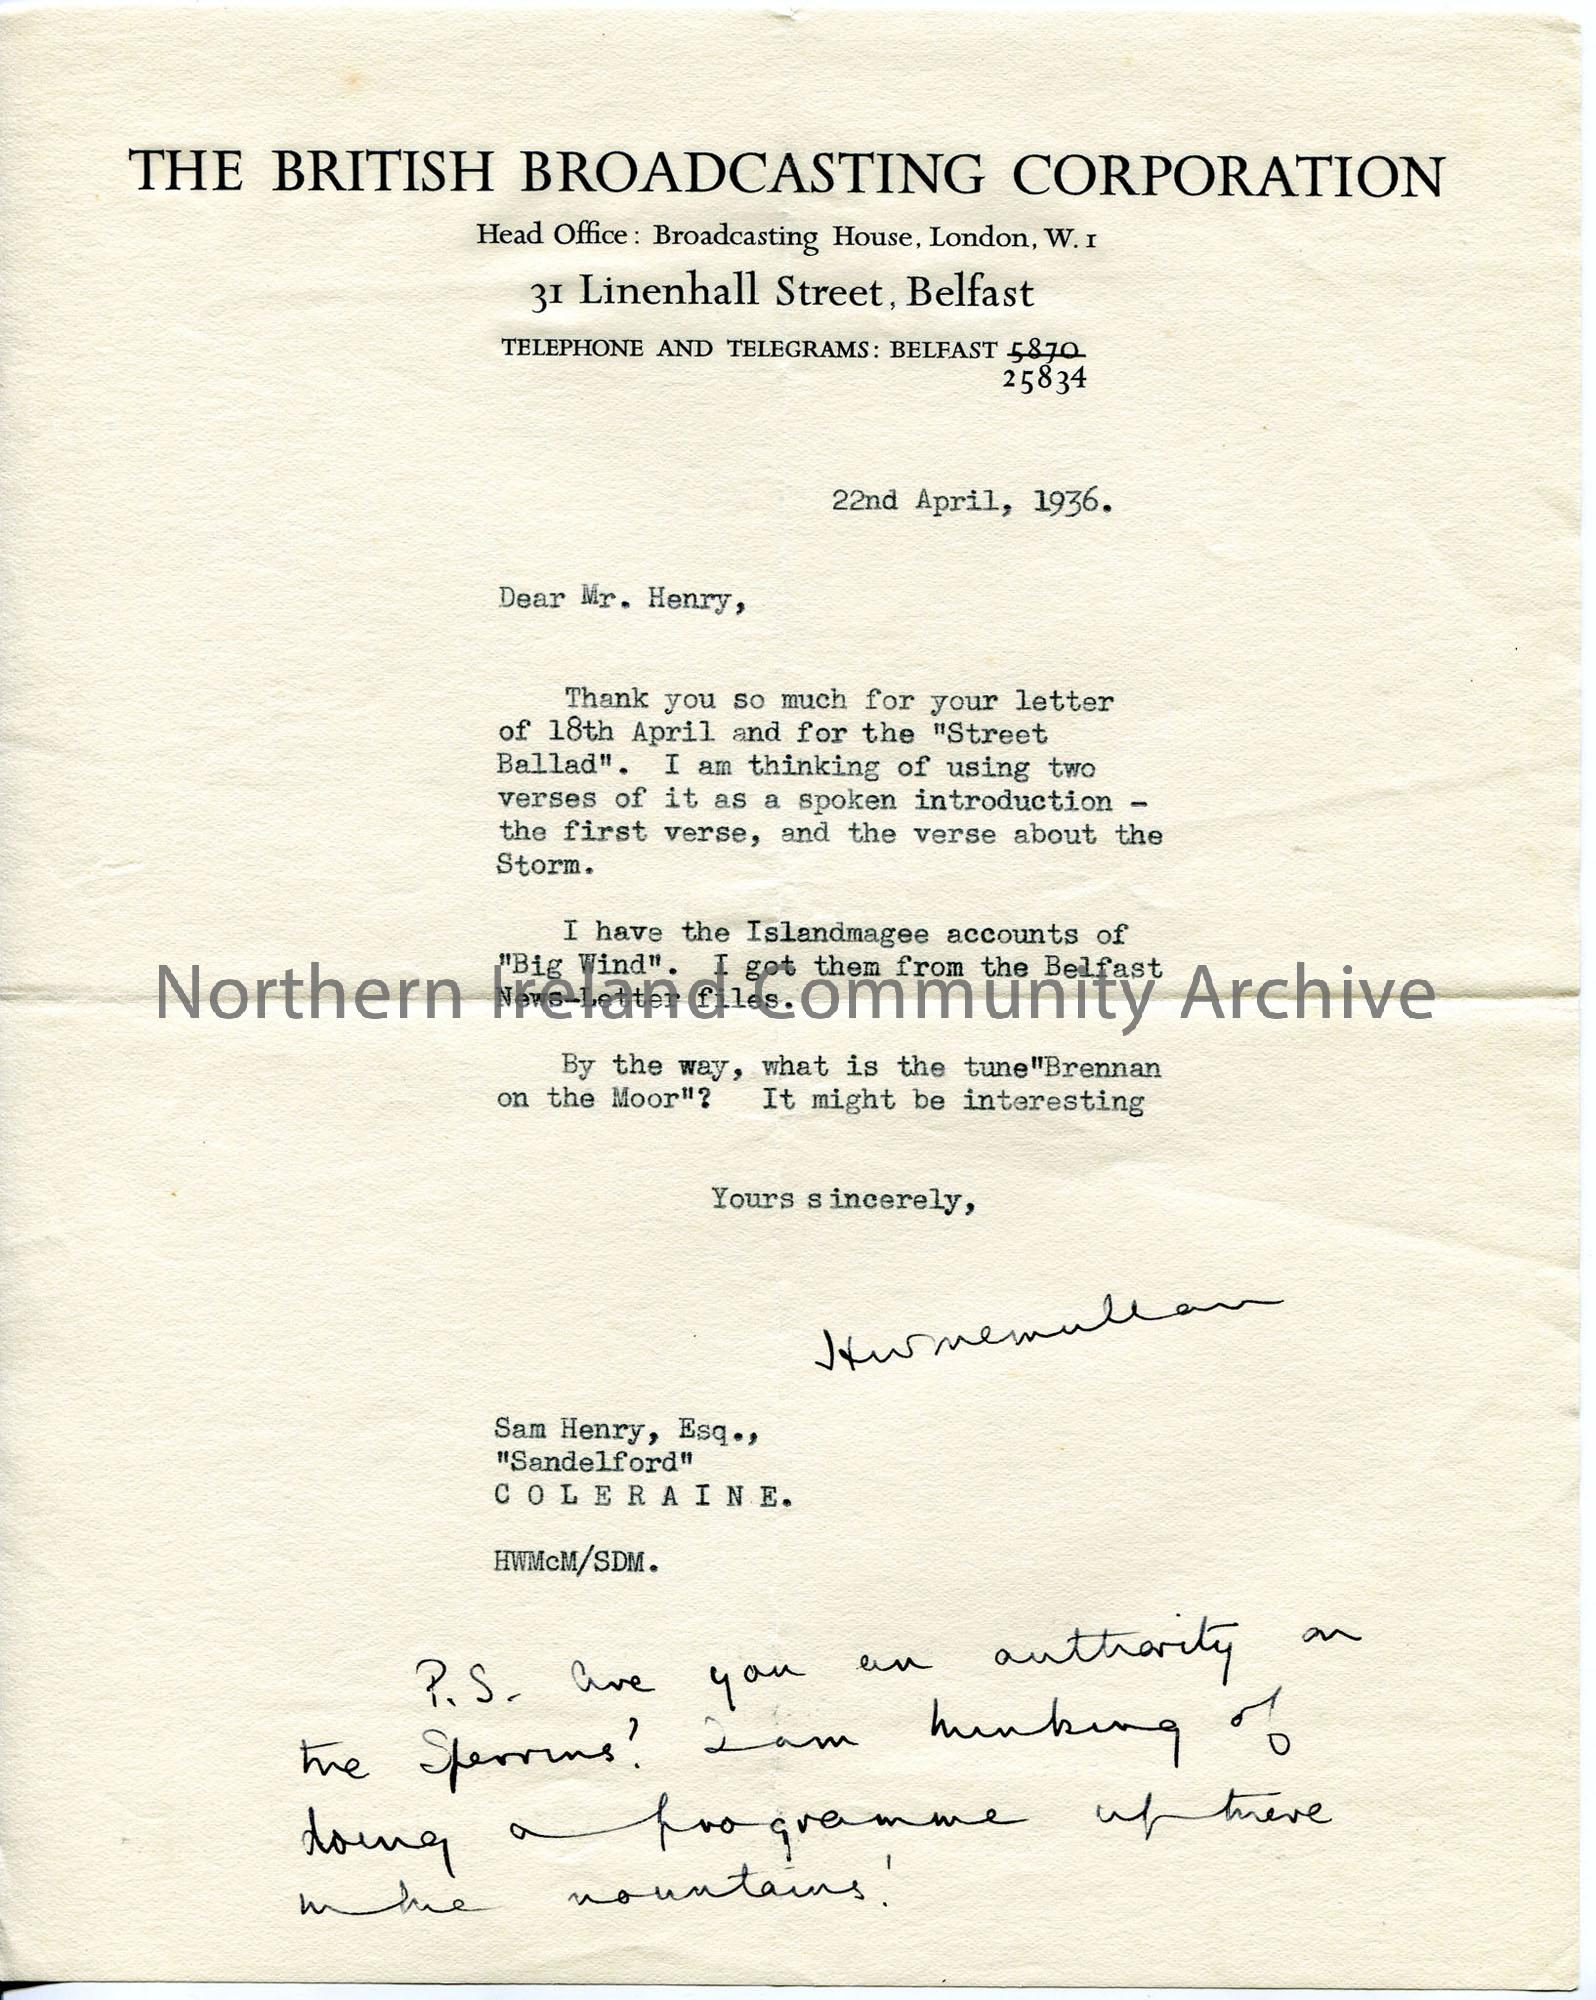 THE BRITISH BROADCASTING CORPORATION
Head Office: Broadcasting House, London, W. 1
31 Linenhall Street, Belfast
TELEPHONE AND TELEGRAMS: BELFAST 5870
25834
22nd April, 1936.
Dear Mr. Henry,
Thank you so much for your letter
of 18th April and for the "Street
Ballad". I am thinking of using two
verses of it as a spoken introduction -
the first verse, and the verse about the
Storm.
I have the Islandmagee accounts of
"Big Wind". I got them from the Belfast
News-Letter files.
Northern Ireland Community Archive
By the way, what is the tune"Brennan
on the Moor"? It might be interesting
Yours sincerely,
HWMcMullan
Sam Henry, Esq.,
"Sandelford"
C O L E R A I N E.
HWMcM/SDM.
P.S. Are you an authority on
the Sperrins? I am thinking of
doing a programme up there
in the mountains!